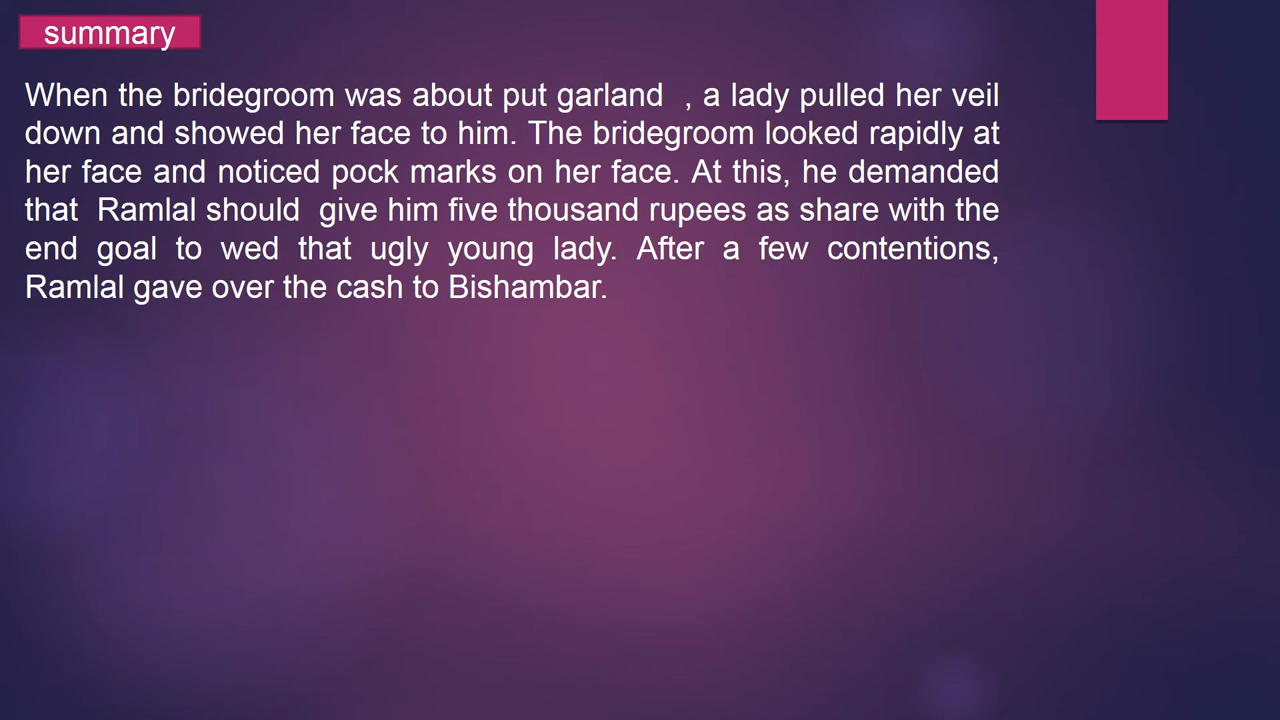 summary
When the bridegroom was about put garland  , a lady pulled her veil
down and showed her face to him. The bridegroom looked rapidly at
her face and noticed pock marks on her face. At this, he demanded
that  Ramlal should  give him five thousand rupees as share with the
end goal to wed that ugly young lady. After a few contentions,
Ramlal gave over the cash to Bishambar.